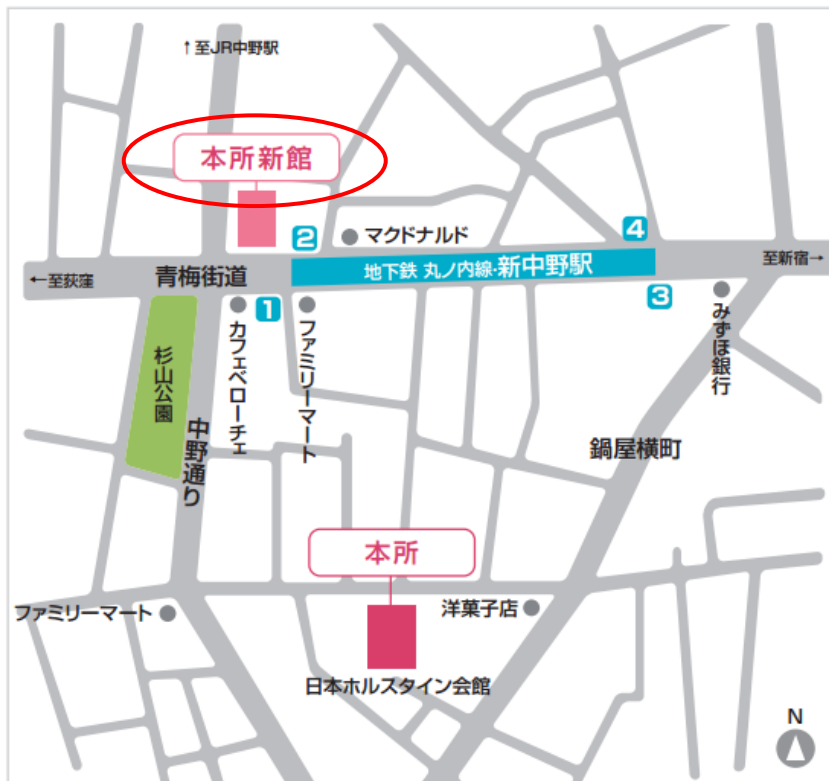 ↑至JR中野駅
本所新館
2
マクドナルド
4
地下鉄 丸ノ内線・新中野駅
至新宿→
←至荻窪
青梅街道
1
3
カフェベローチェ
ファミリーマート
みずほ銀行
杉山公園
中野通り
鍋屋横町
本所
ファミリーマート
洋菓子店
日本ホルスタイン会館
N